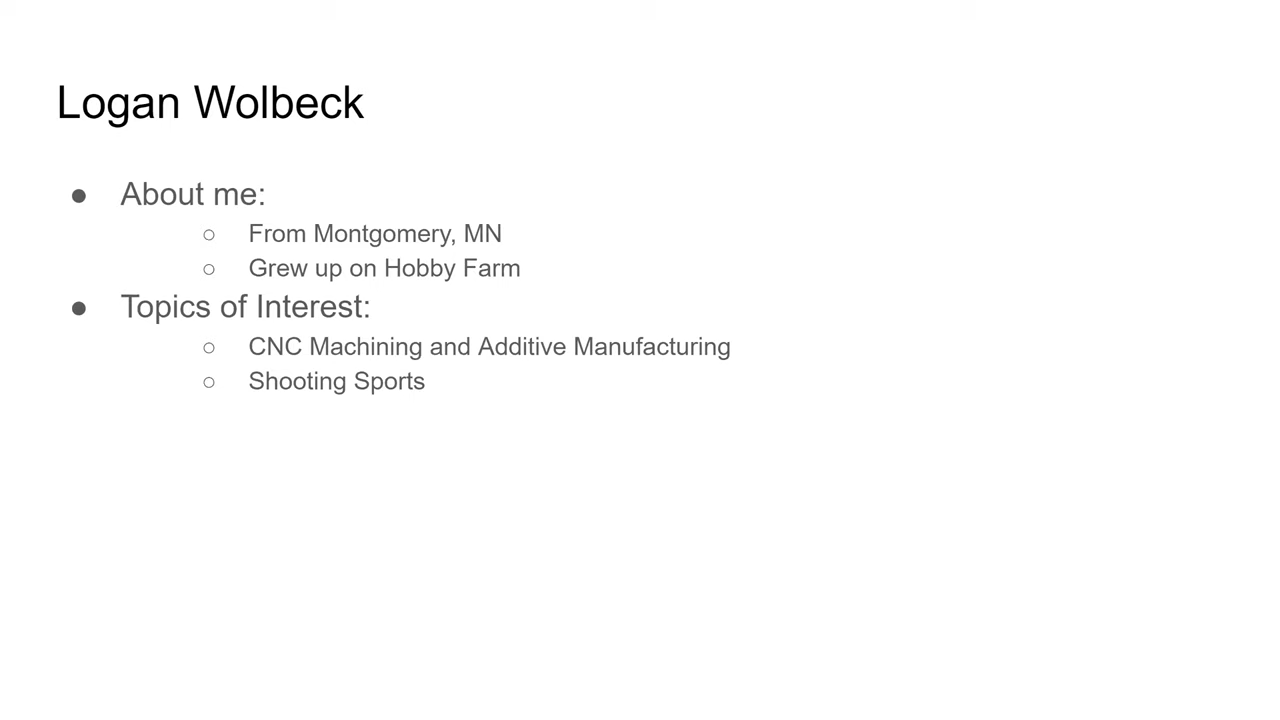 Logan Wolbeck
● About me:
○ From Montgomery, MN
○ Grew up on Hobby Farm
● Topics of Interest:
○ CNC Machining and Additive Manufacturing
○ Shooting Sports